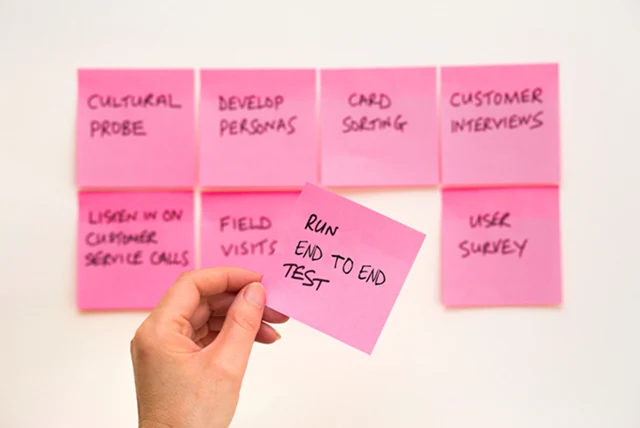 CULTURAL
PROBE
DEVELOP
PERSONAS
CARD
SORTING
CUSTOMER
INTERVIEWS
LISTEN IN ON
CUSTOMER
SERVICE CALLS
FIELD
VISITS
RUN
END TO END
TEST
USER
SURVEY